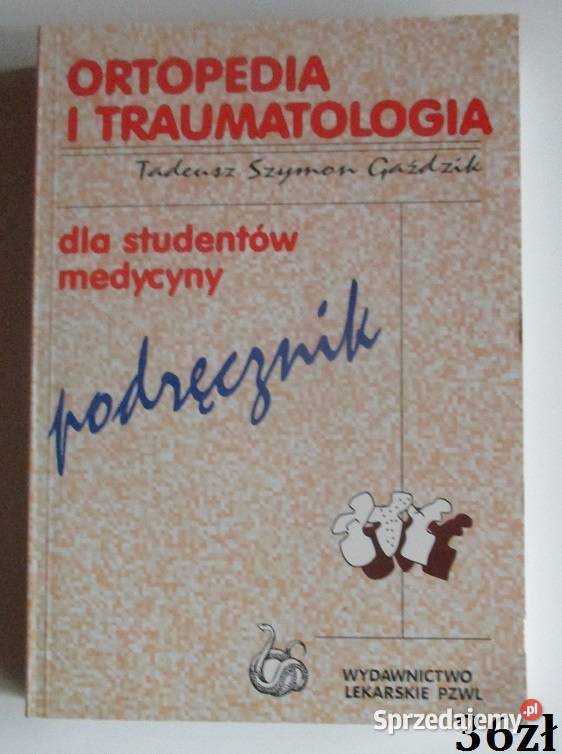 ORTOPEDIA
I TRAUMATOLOGIA
Tadeusz Szymon Gaździk
dla studentów
medycyny
podręcznik
WYDAWNICTWO
LEKARSKIE PZWL
Sprzedajemy.pl
36zł